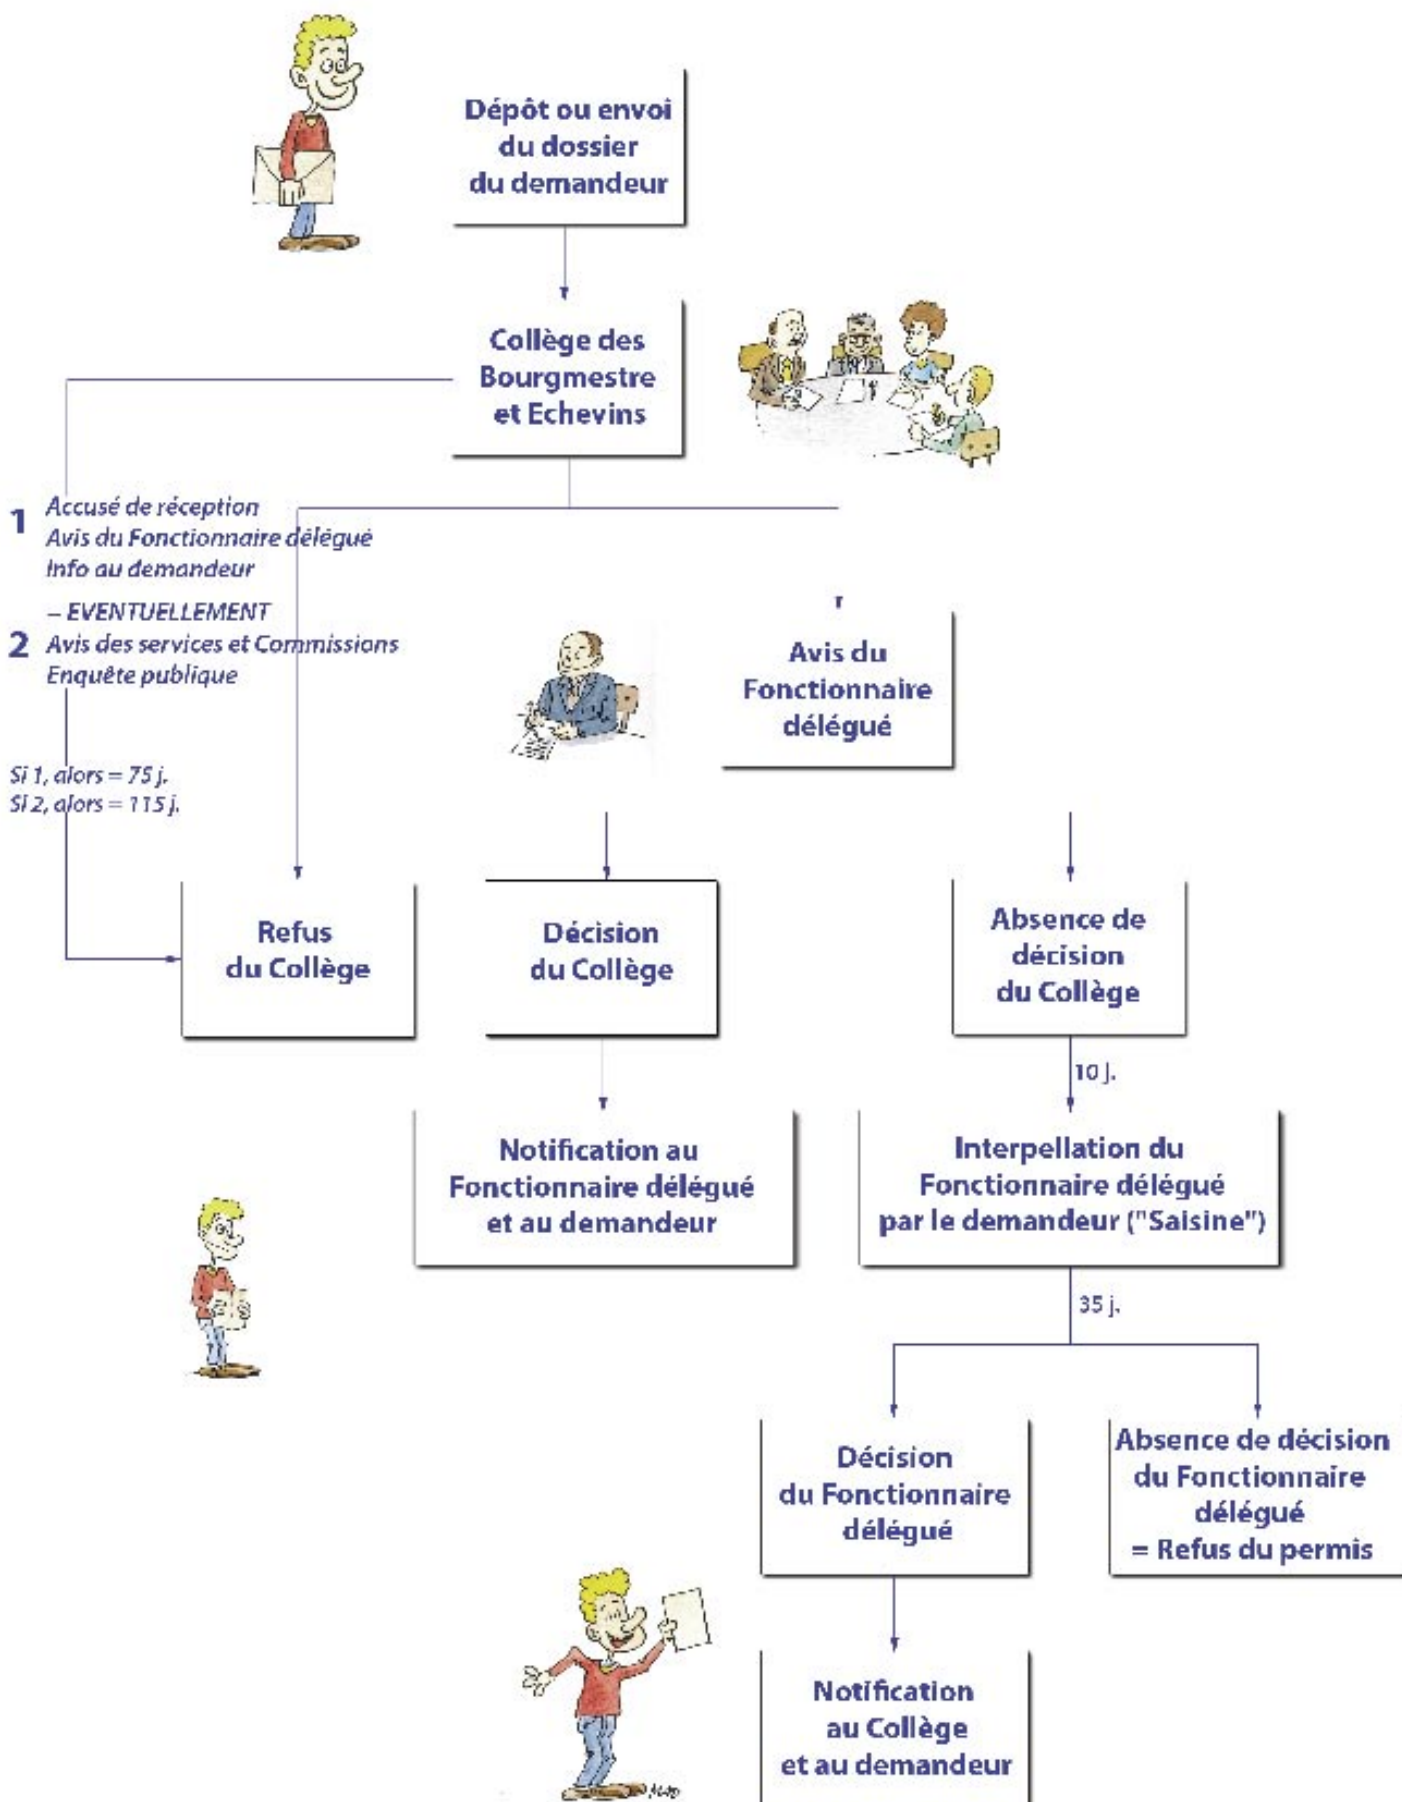 Dépôt ou envoi
du dossier
du demandeur
Collège des
Bourgmestre
et Echevins
1
Accusé de réception
Avis du Fonctionnaire délégué
Info au demandeur
– EVENTUELLEMENT
2
Avis des services et Commissions
Enquête publique
Si 1, alors = 75 j.
Si 2, alors = 115 j.
Avis du
Fonctionnaire
délégué
Refus
du Collège
Décision
du Collège
Absence de
décision
du Collège
10 j.
Notification au
Fonctionnaire délégué
et au demandeur
Interpellation du
Fonctionnaire délégué
par le demandeur ("Saisine")
35 j.
Décision
du Fonctionnaire
délégué
Absence de décision
du Fonctionnaire
délégué
= Refus du permis
Notification
au Collège
et au demandeur